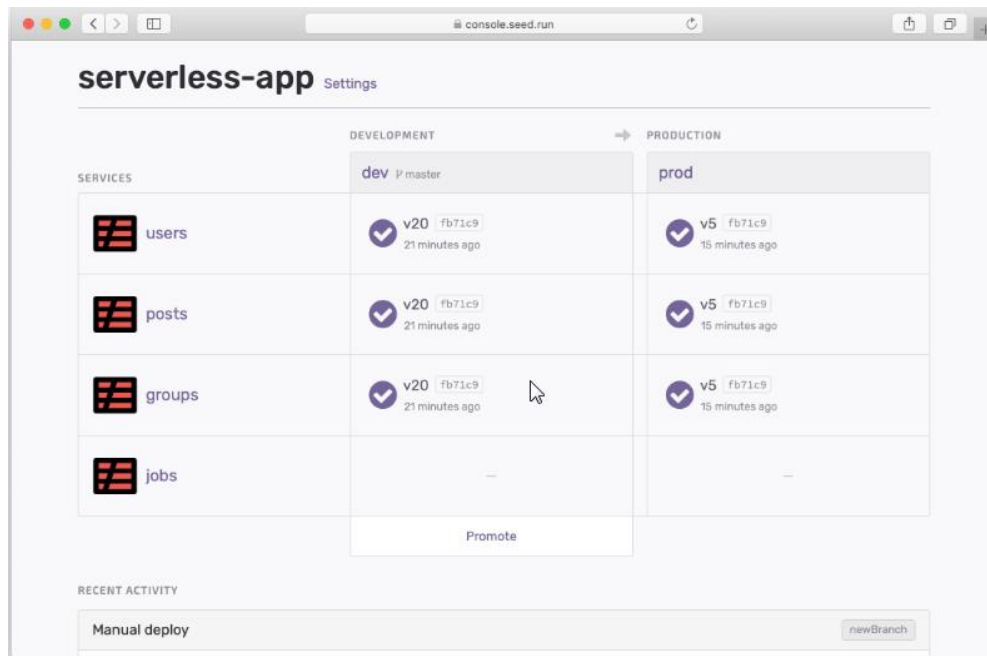 console.seed.run
serverless-app Settings
DEVELOPMENT
PRODUCTION
SERVICES
dev master
prod
users
v20 fb71c9
21 minutes ago
v5 fb71c9
15 minutes ago
posts
v20 fb71c9
21 minutes ago
v5 fb71c9
15 minutes ago
groups
v20 fb71c9
21 minutes ago
v5 fb71c9
15 minutes ago
jobs
— —
Promote
RECENT ACTIVITY
Manual deploy newBranch